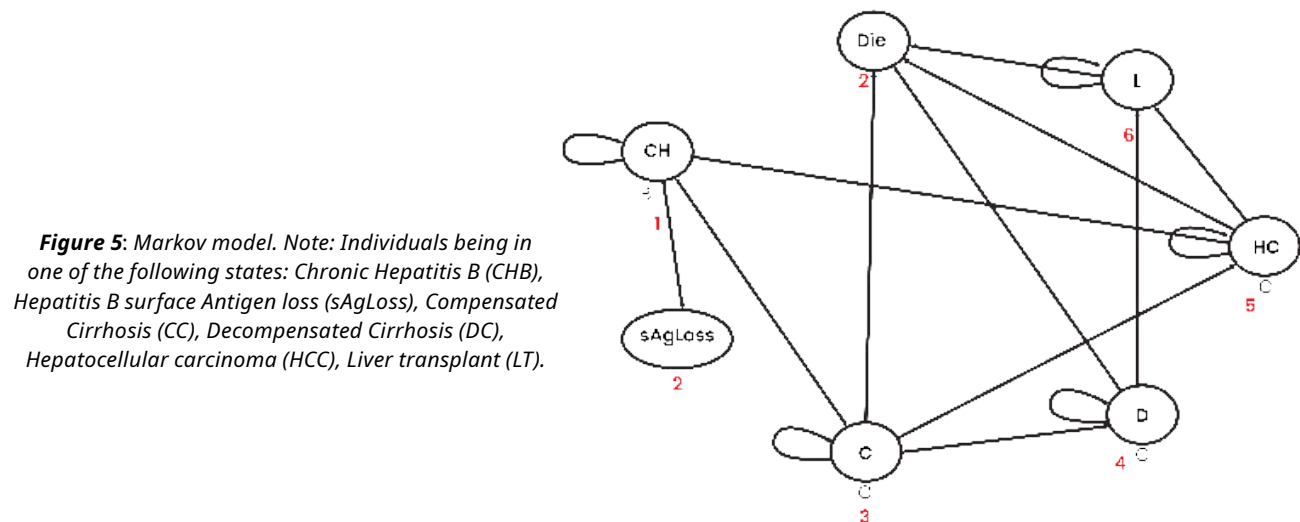 Die
2
L
6
CH
B
1
HC
C
5
Figure 5: Markov model. Note: Individuals being in
one of the following states: Chronic Hepatitis B (CHB),
Hepatitis B surface Antigen loss (sAgLoss), Compensated
Cirrhosis (CC), Decompensated Cirrhosis (DC),
Hepatocellular carcinoma (HCC), Liver transplant (LT).
sAgLoss
2
D
C
4
C
C
3